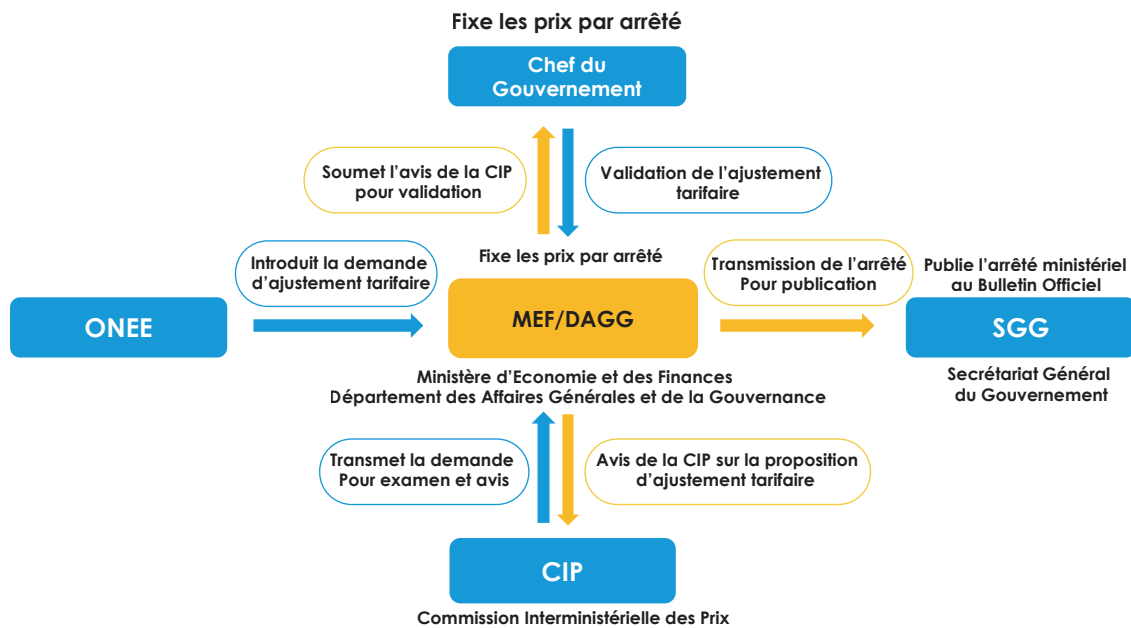 Fixe les prix par arrêté
Chef du
Gouvernement
Soumet l'avis de la CIP
pour validation
Validation de l'ajustement
tarifaire
Introduit la demande
d'ajustement tarifaire
Fixe les prix par arrêté
Transmission de l'arrêté
Pour publication
Publie l'arrêté ministériel
au Bulletin Officiel
ONEE
MEF/DAGG
SGG
Ministère d'Economie et des Finances
Département des Affaires Générales et de la Gouvernance
Secrétariat Général
du Gouvernement
Transmet la demande
Pour examen et avis
Avis de la CIP sur la proposition
d'ajustement tarifaire
CIP
Commission Interministérielle des Prix